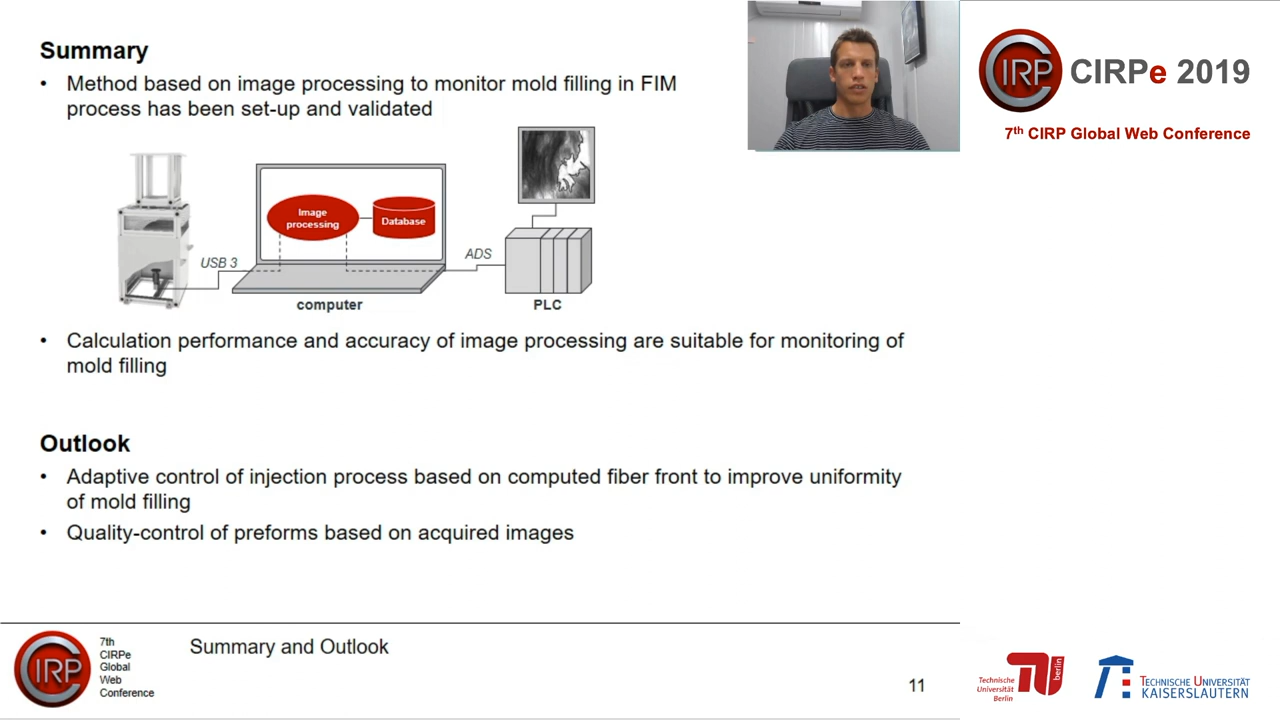 Summary
• Method based on image processing to monitor mold filling in FIM
process has been set-up and validated
Image
processing
Database
USB 3
ADS
computer
PLC
• Calculation performance and accuracy of image processing are suitable for monitoring of
mold filling
Outlook
• Adaptive control of injection process based on computed fiber front to improve uniformity
of mold filling
• Quality-control of preforms based on acquired images
CIRP
7th
CIRPe
Global
Web
Conference
Summary and Outlook
11
CIRP
CIRPe 2019
7th CIRP Global Web Conference
Technische
Universität
Berlin
berlin
TECHNISCHE UNIVERSITÄT
KAISERSLAUTERN